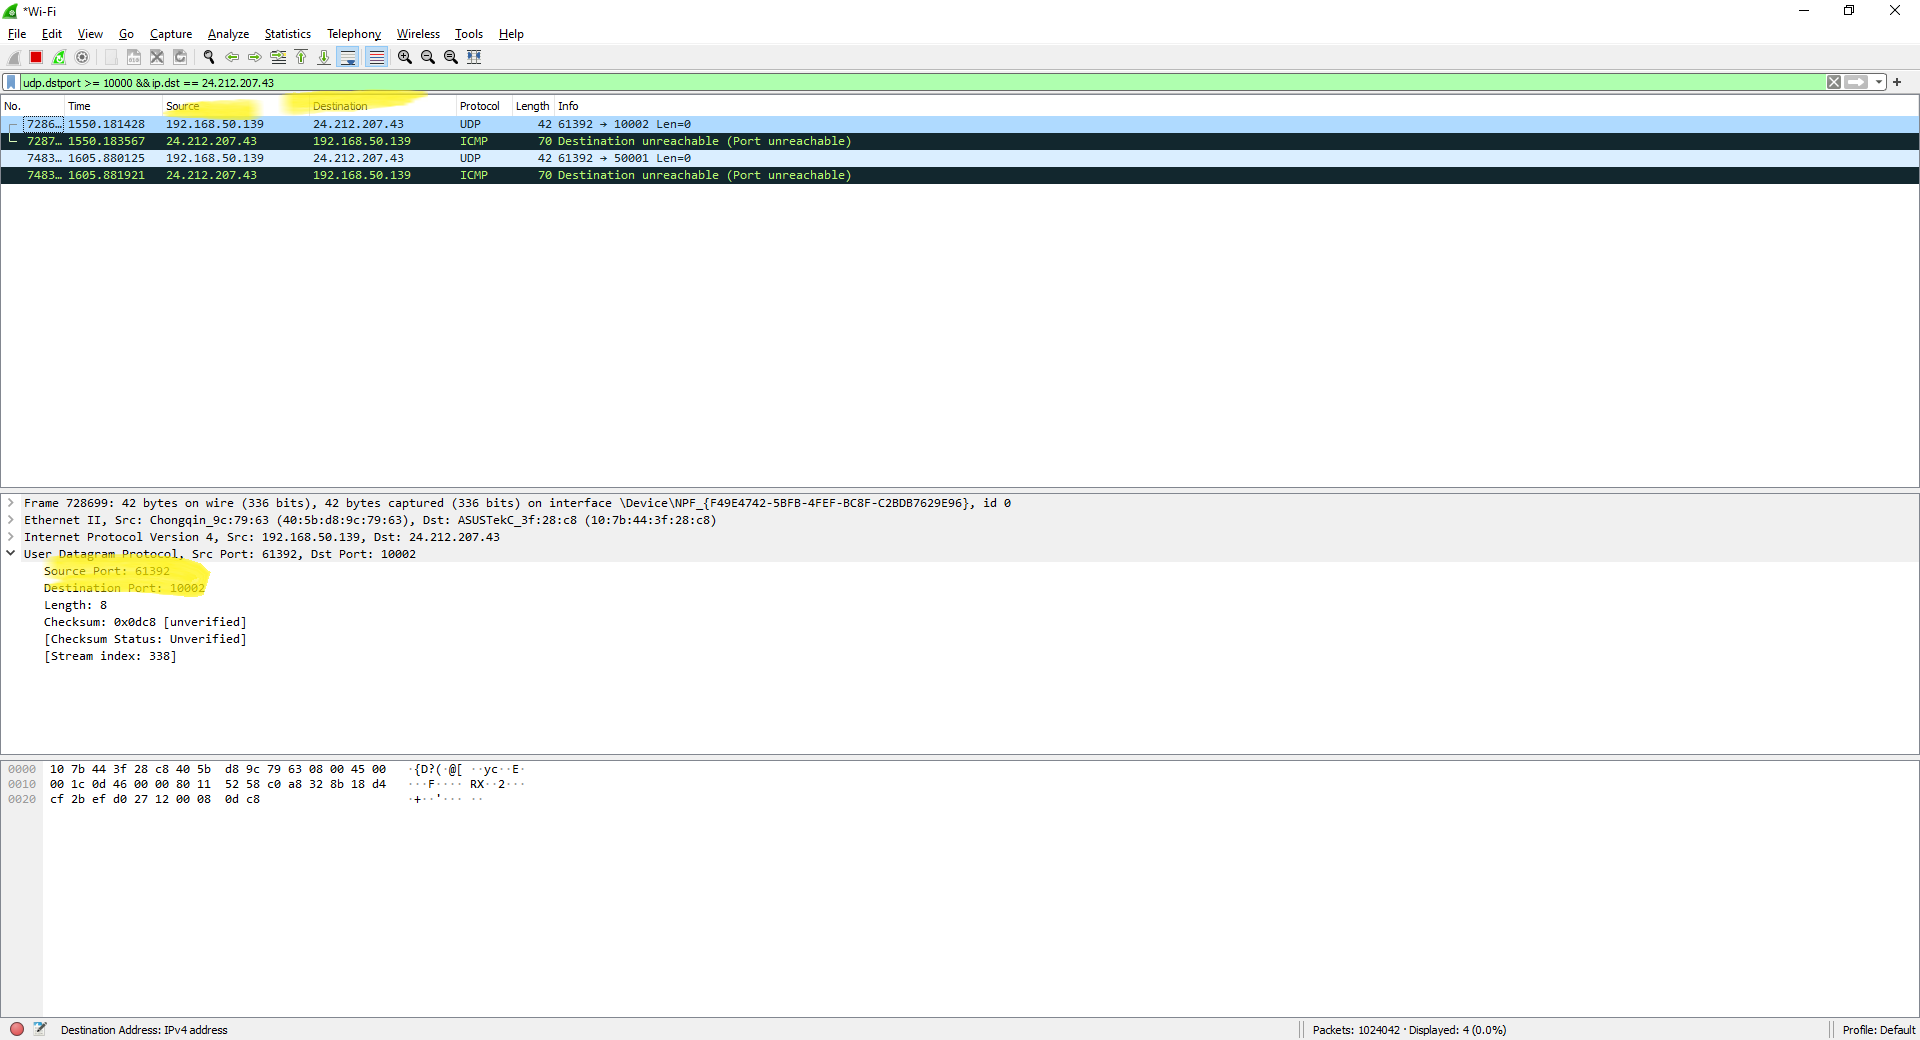 *Wi-Fi
File Edit View Go Capture Analyze Statistics Telephony Wireless Tools Help
udp.dstport >= 10000 &&ip.dst == 24.212.207.43
No. Time Source Destination Protocol Length Info
7286… 1550.181428 192.168.50.139 24.212.207.43 UDP 42 61392 → 10002 Len=0
7287… 1550.183567 24.212.207.43 192.168.50.139 ICMP 70 Destination unreachable (Port unreachable)
7483… 1605.880125 192.168.50.139 24.212.207.43 UDP 42 61392 → 50001 Len=0
7483… 1605.881921 24.212.207.43 192.168.50.139 ICMP 70 Destination unreachable (Port unreachable)
Frame 728699: 42 bytes on wire (336 bits), 42 bytes captured (336 bits) on interface \Device\NPF_{F49E4742-5BFB-4FEF-BC8F-C2BDB7629E96}, id 0
Ethernet II, Src: Chongqin_9c:79:63 (40:5b:d8:9c:79:63), Dst: ASUSTekC_3f:28:c8 (10:7b:44:3f:28:c8)
Internet Protocol Version 4, Src: 192.168.50.139, Dst: 24.212.207.43
User Datagram Protocol, Src Port: 61392, Dst Port: 10002
Source Port: 61392
Destination Port: 10002
Length: 8
Checksum: 0x0dc8 [unverified]
[Checksum Status: Unverified]
[Stream index: 338]
0000 10 7b 44 3f 28 c8 40 5b d8 9c 79 63 08 00 45 00 ·{D?(·@[ ··yc··E·
0010 00 1c 0d 46 00 00 80 11 52 58 c0 a8 32 8b 18 d4 ···F···· RX··2···
0020 cf 2b ef d0 27 12 00 08 0d c8 ·+··'··· ··
Destination Address: IPv4 address Packets: 1024042 · Displayed: 4 (0.0%) Profile: Default